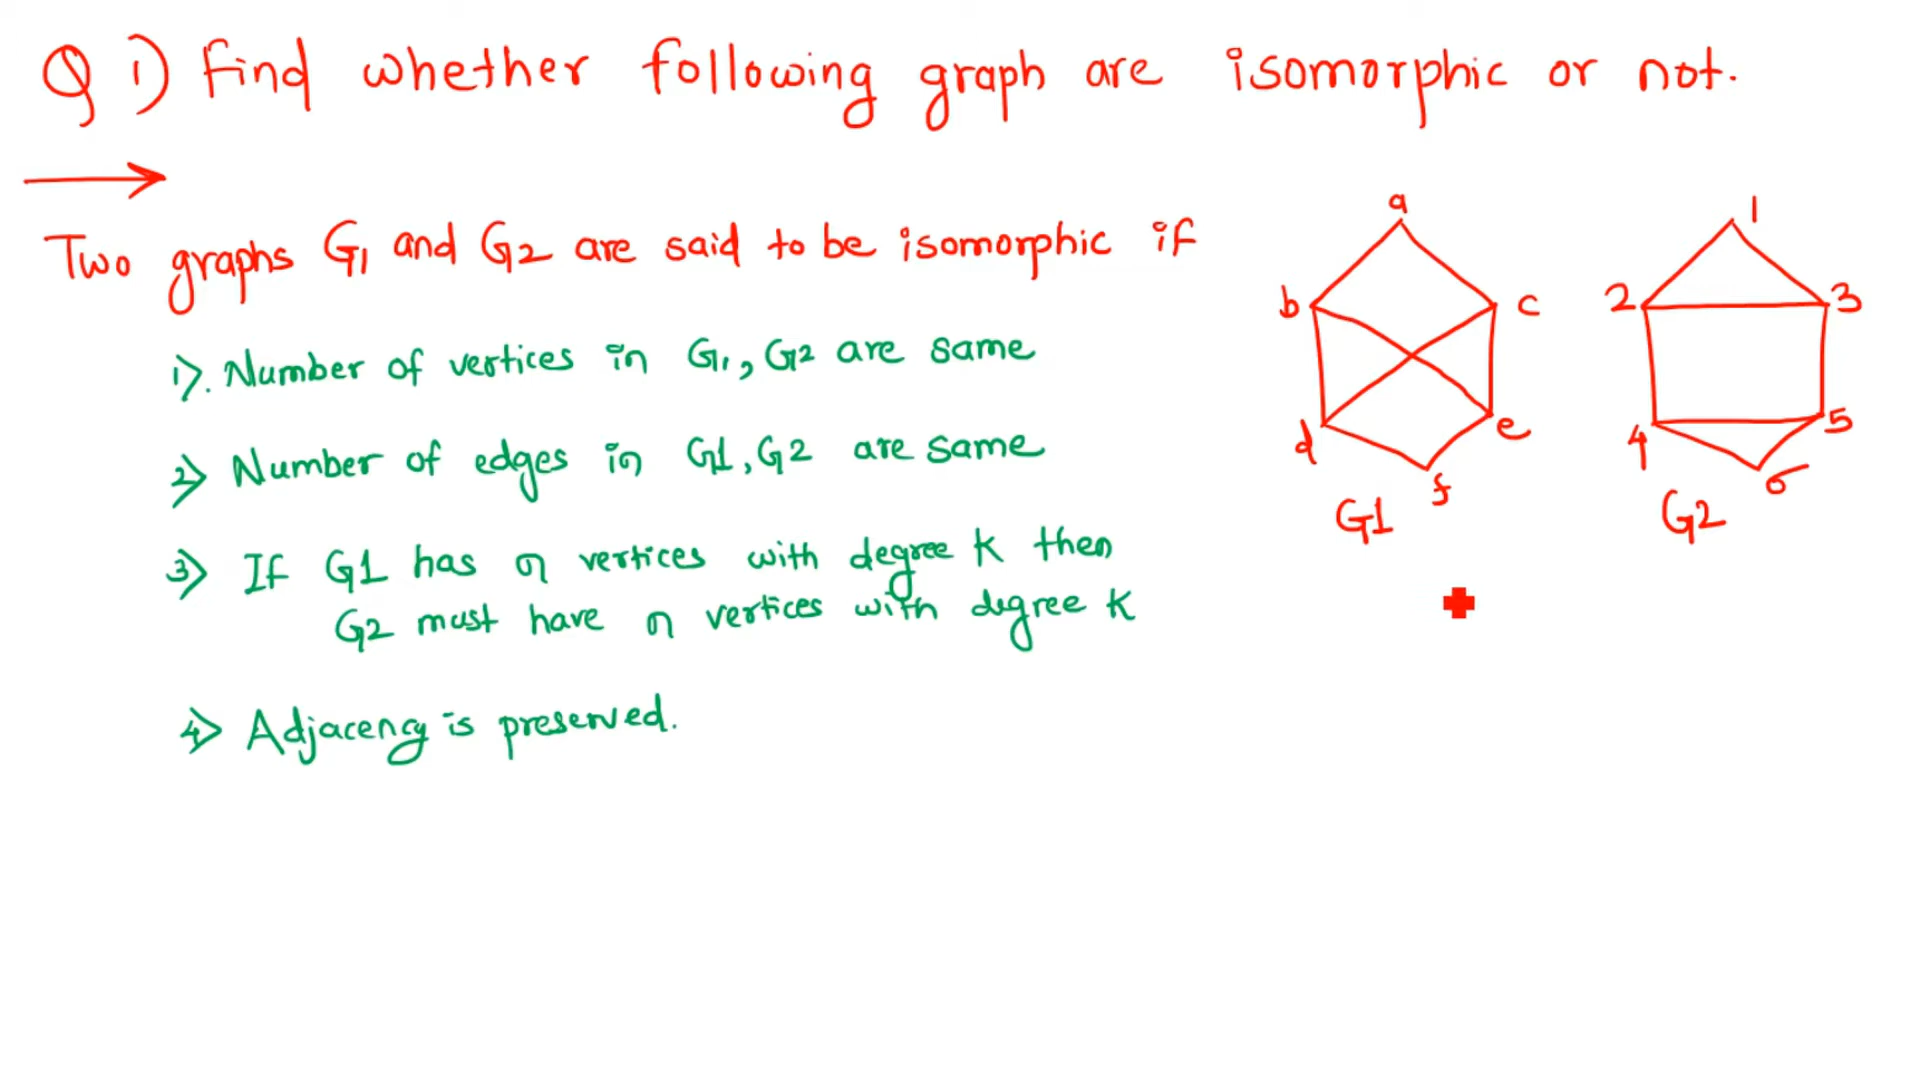 Q 1) Find whether following graph are isomorphic or not.
Two graphs G1 and G2 are said to be isomorphic if
1). Number of vertices in G1, G2 are same
2) Number of edges in G1, G2 are same
3) If G1 has n vertices with degree K then
G2 must have n vertices with degree K
4) Adjacency is preserved.
a
b c
d e
f
G1
1
2 3
4 5
6
G2